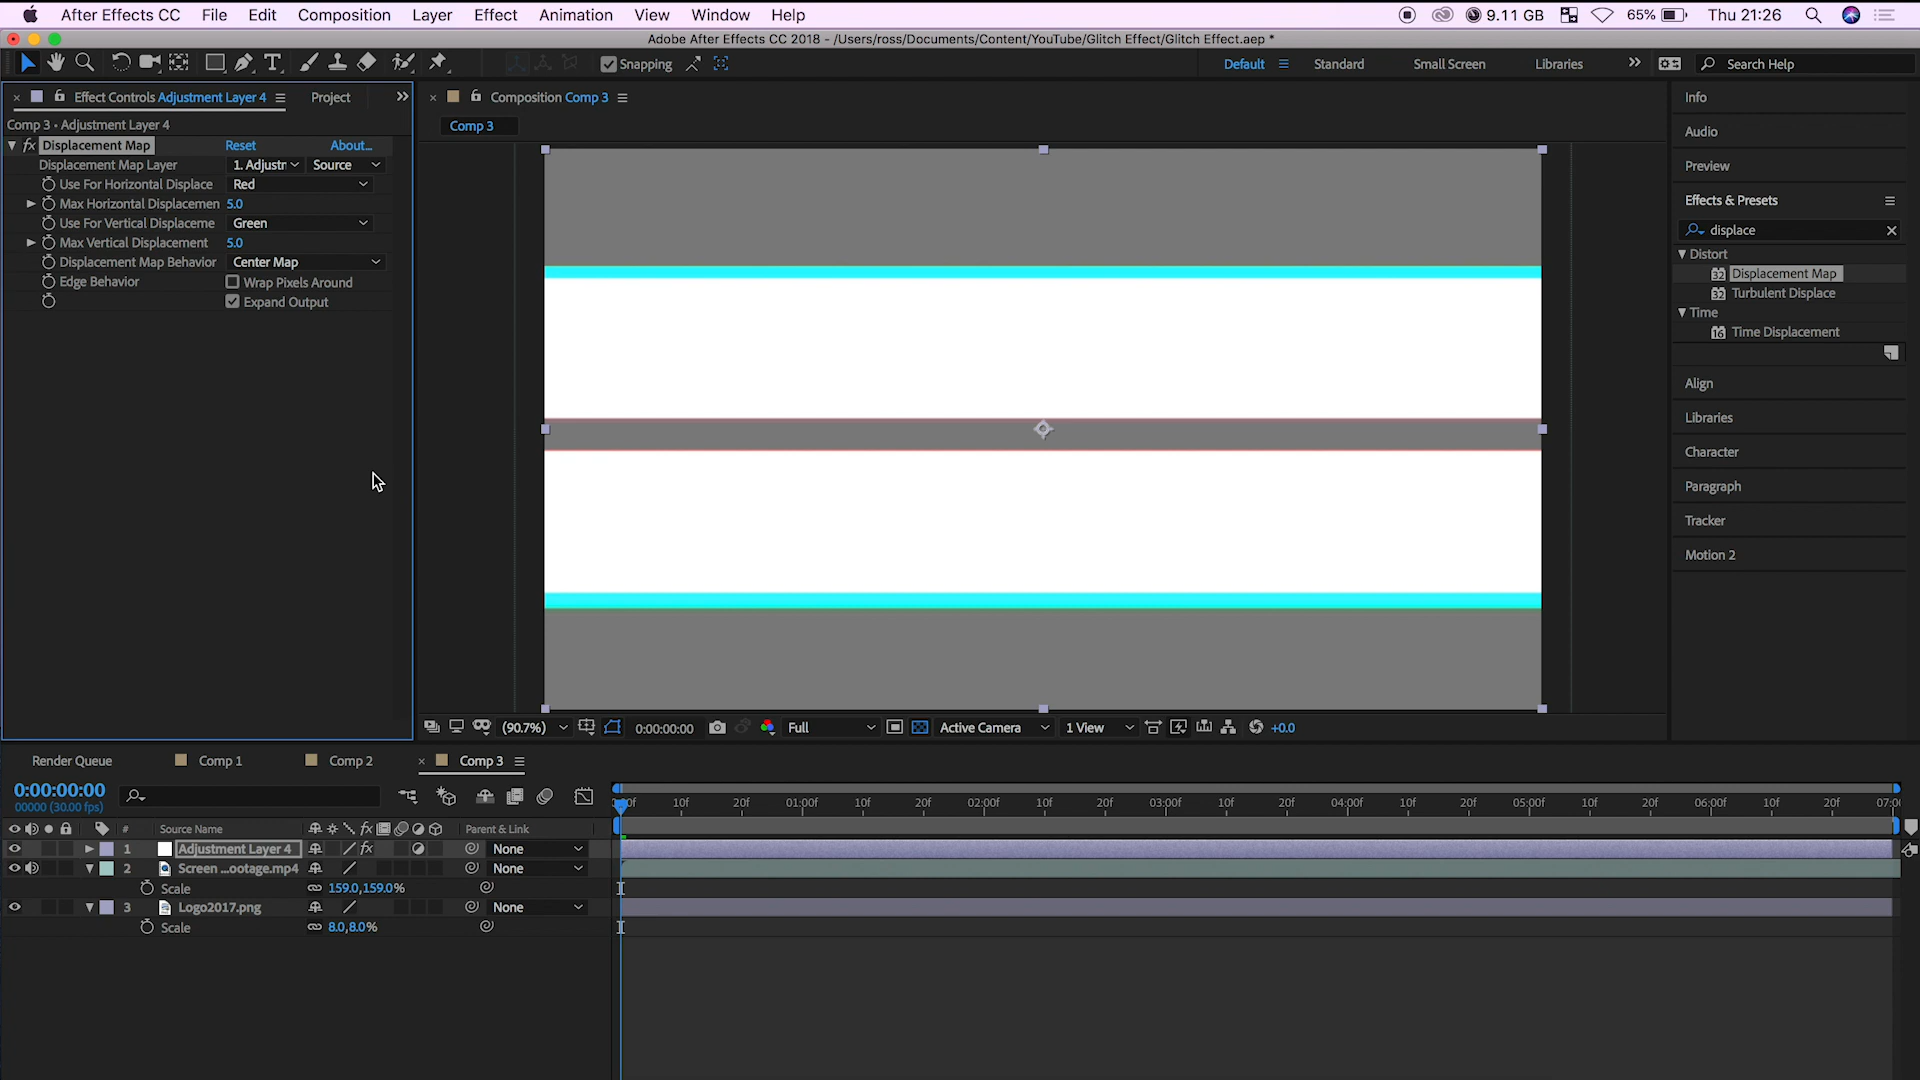 After Effects CC File Edit Composition Layer Effect Animation View Window Help 9.11 GB 65% Thu 21:26
Adobe After Effects CC 2018 - /Users/ross/Documents/Content/YouTube/Glitch Effect/Glitch Effect.aep *
Snapping Default Standard Small Screen Libraries Search Help
Effect Controls Adjustment Layer 4 Project
Comp 3 • Adjustment Layer 4
fx Displacement Map Reset About...
Displacement Map Layer 1. Adjustr Source
Use For Horizontal Displace Red
Max Horizontal Displacemen 5.0
Use For Vertical Displaceme Green
Max Vertical Displacement 5.0
Displacement Map Behavior Center Map
Edge Behavior Wrap Pixels Around
Expand Output
Composition Comp 3
Comp 3
(90.7%) 0:00:00:00 Full Active Camera 1 View +0.0
Info
Audio
Preview
Effects & Presets
displace
Distort
32 Displacement Map
32 Turbulent Displace
Time
16 Time Displacement
Align
Libraries
Character
Paragraph
Tracker
Motion 2
Render Queue Comp 1 Comp 2 Comp 3
0:00:00:00
00000 (30.00 fps)
10f 20f 01:00f 10f 20f 02:00f 10f 20f 03:00f 10f 20f 04:00f 10f 20f 05:00f 10f 20f 06:00f 10f 20f
# Source Name fx Parent & Link
1 Adjustment Layer 4 fx None
2 Screen ...ootage.mp4 None
Scale 159.0,159.0%
3 Logo2017.png None
Scale 8.0,8.0%